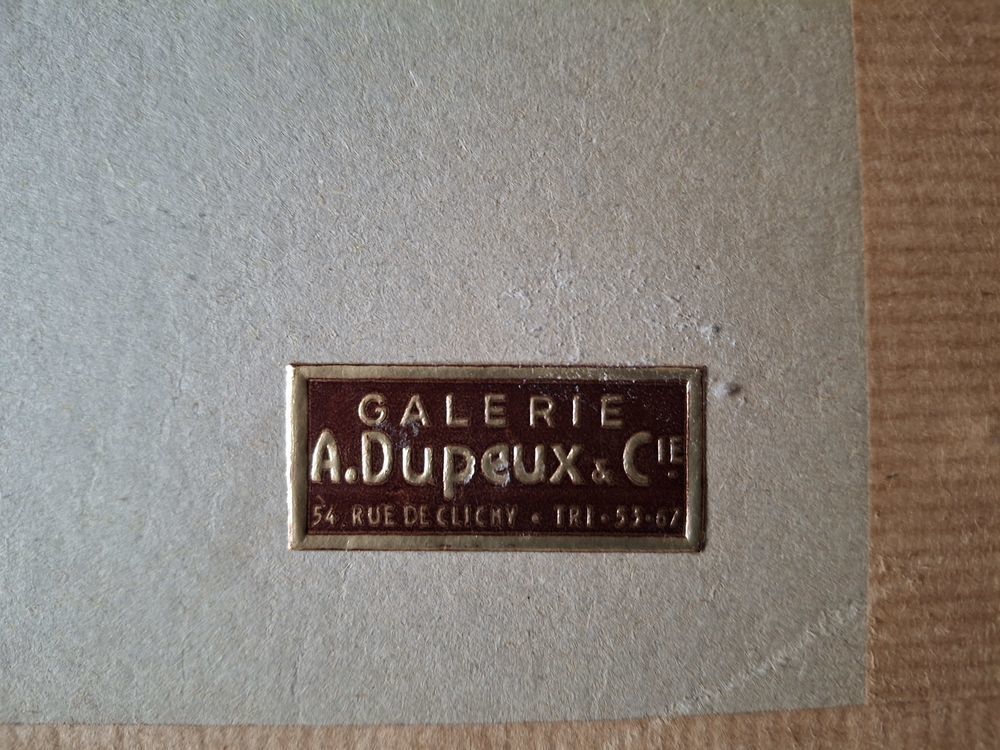 GALERIE
A. Dupeux & CIE
54 RUE DE CLICHY • TRI • 55-67